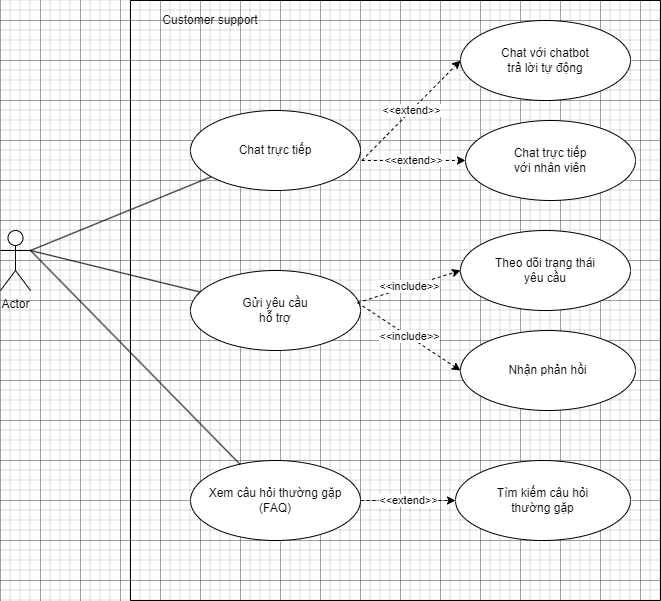 Customer support
Chat với chatbot
trả lời tự động
<<extend>>
Chat trực tiếp
<<extend>>
Chat trực tiếp
với nhân viên
Actor
Gửi yêu cầu
hỗ trợ
<<include>>
Theo dõi trạng thái
yêu cầu
<<include>>
Nhận phản hồi
Xem câu hỏi thường gặp
(FAQ)
<<extend>>
Tìm kiếm câu hỏi
thường gặp